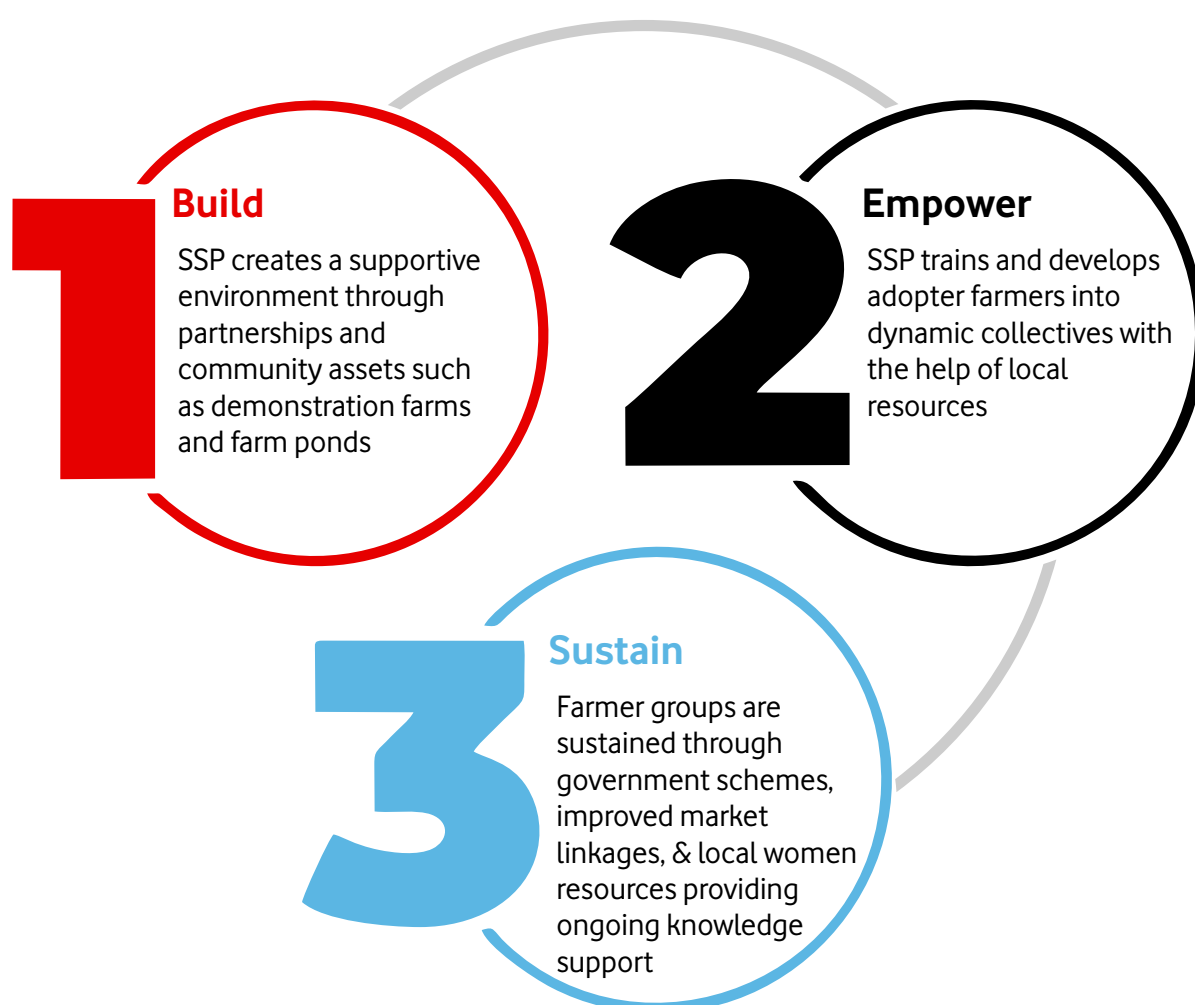 1
Build
SSP creates a supportive
environment through
partnerships and
community assets such
as demonstration farms
and farm ponds
2
Empower
SSP trains and develops
adopter farmers into
dynamic collectives with
the help of local
resources
3
Sustain
Farmer groups are
sustained through
government schemes,
improved market
linkages, & local women
resources providing
ongoing knowledge
support